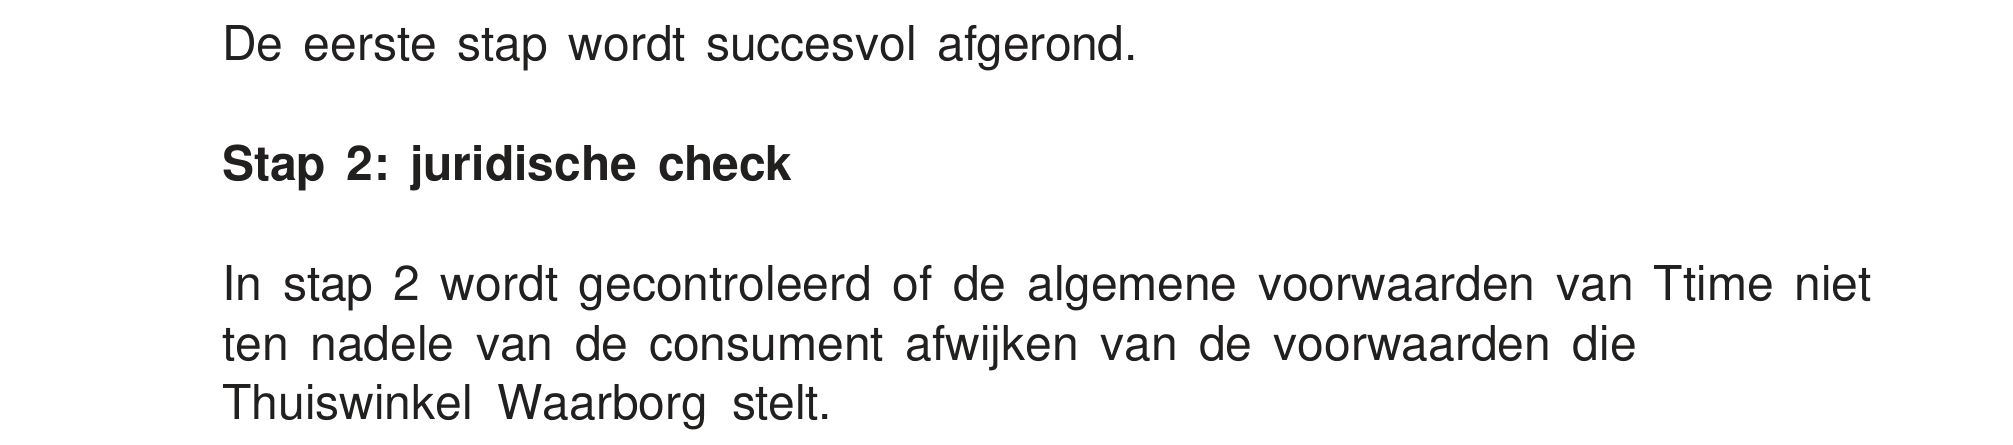 De eerste stap wordt succesvol afgerond.
Stap 2: juridische check
In stap 2 wordt gecontroleerd of de algemene voorwaarden van Ttime niet
ten nadele van de consument afwijken van de voorwaarden die
Thuiswinkel Waarborg stelt.